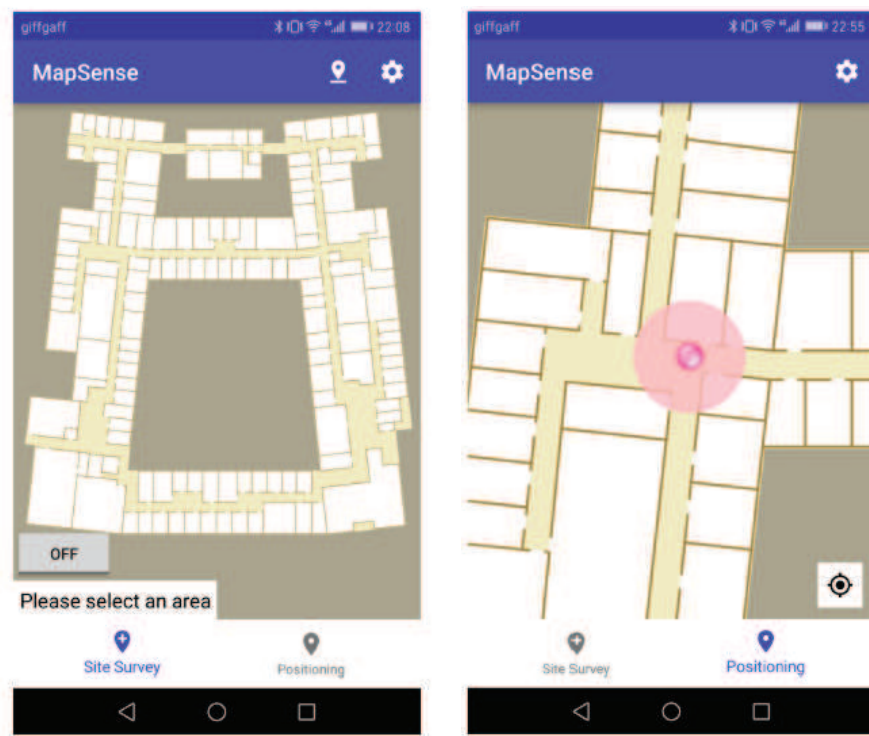 giffgaff 22:08
MapSense
OFF
Please select an area
Site Survey Positioning
giffgaff 22:55
MapSense
Site Survey Positioning